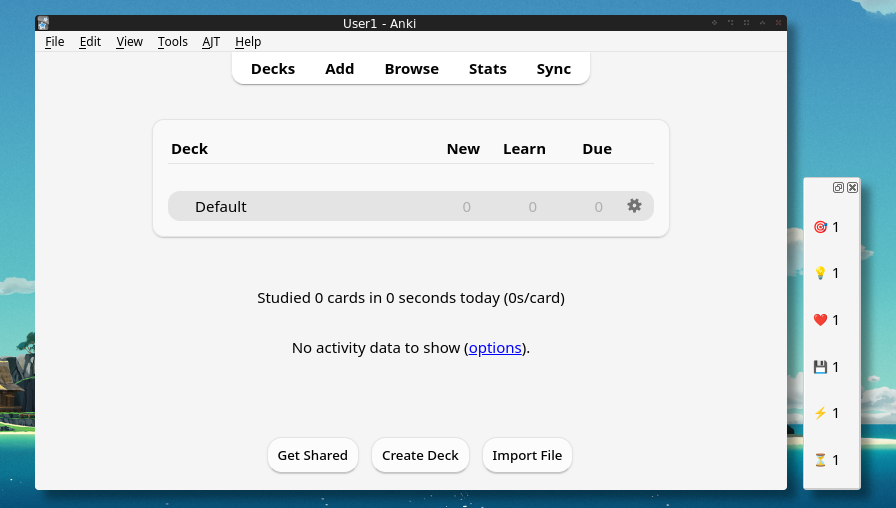 User1 - Anki
File Edit View Tools AJT Help
Decks Add Browse Stats Sync
Deck New Learn Due
Default 0 0 0
Studied 0 cards in 0 seconds today (0s/card)
No activity data to show (options).
Get Shared Create Deck Import File
🎯 1
💡 1
❤️ 1
💾 1
⚡ 1
⏳ 1